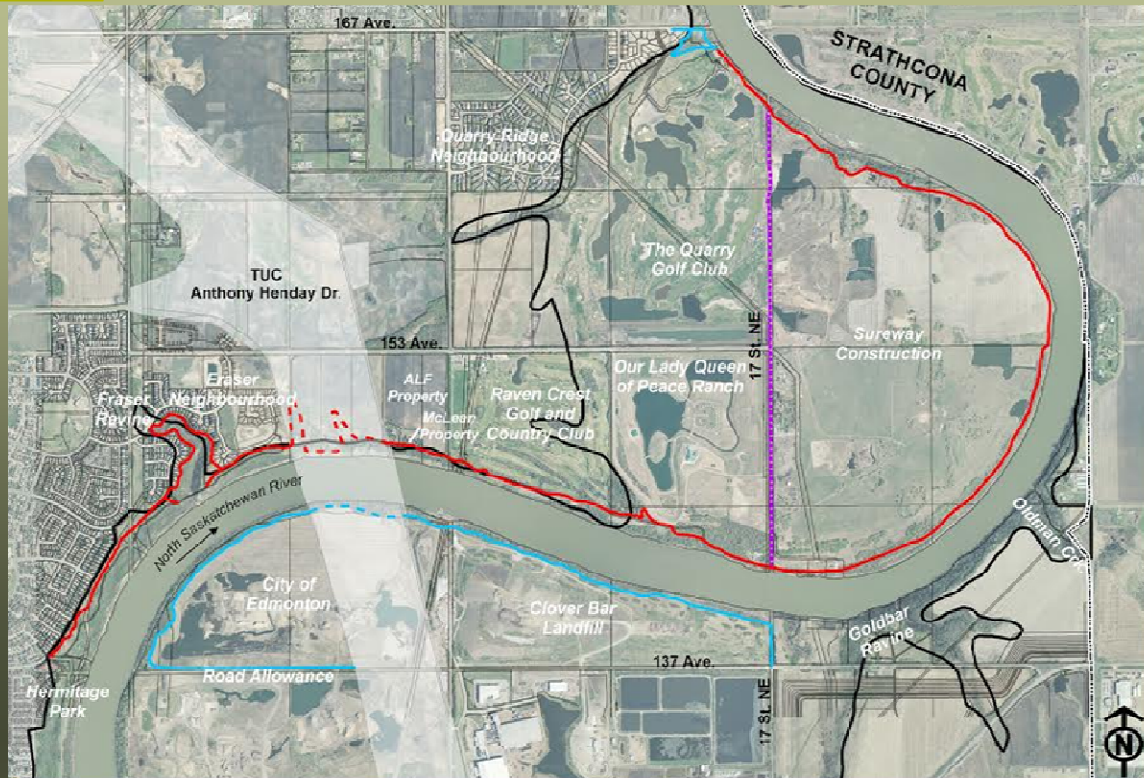 167 Ave.
STRATHCONA
COUNTY
Quarry Ridge
Neighbourhood
The Quarry
Golf Club
TUC
Anthony Henday Dr.
17 St. NE
Sureway
Construction
153 Ave.
Our Lady Queen
of Peace Ranch
ALF
Property
McLean
Property
Raven Crest
Golf and
Country Club
Fraser
Neighbourhood
Fraser
Ravine
North Saskatchewan River
Oldman Crk
City of
Edmonton
Clover Bar
Landfill
Goldbar
Ravine
137 Ave.
Road Allowance
Hermitage
Park
17 St. NE
N